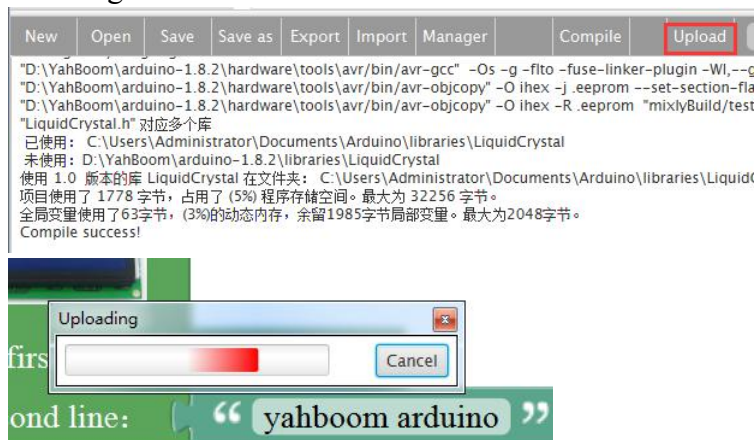 New Open Save Save as Export Import Manager Compile Upload
"D:\YahBoom\arduino-1.8.2\hardware\tools\avr/bin/avr-gcc" -Os -g -flto -fuse-linker-plugin -Wl,--g
"D:\YahBoom\arduino-1.8.2\hardware\tools\avr/bin/avr-objcopy" -O ihex -j .eeprom --set-section-fla
"D:\YahBoom\arduino-1.8.2\hardware\tools\avr/bin/avr-objcopy" -O ihex -R .eeprom "mixlyBuild/test
"LiquidCrystal.h" 对应多个库
已使用： C:\Users\Administrator\Documents\Arduino\libraries\LiquidCrystal
未使用：D:\YahBoom\arduino-1.8.2\libraries\LiquidCrystal
使用 1.0 版本的库 LiquidCrystal 在文件夹： C:\Users\Administrator\Documents\Arduino\libraries\LiquidC
项目使用了 1778 字节，占用了 (5%) 程序存储空间。最大为 32256 字节。
全局变量使用了63字节，(3%)的动态内存，余留1985字节局部变量。最大为2048字节。
Compile success!
Uploading
Cancel
firs
ond line: “ yahboom arduino ”